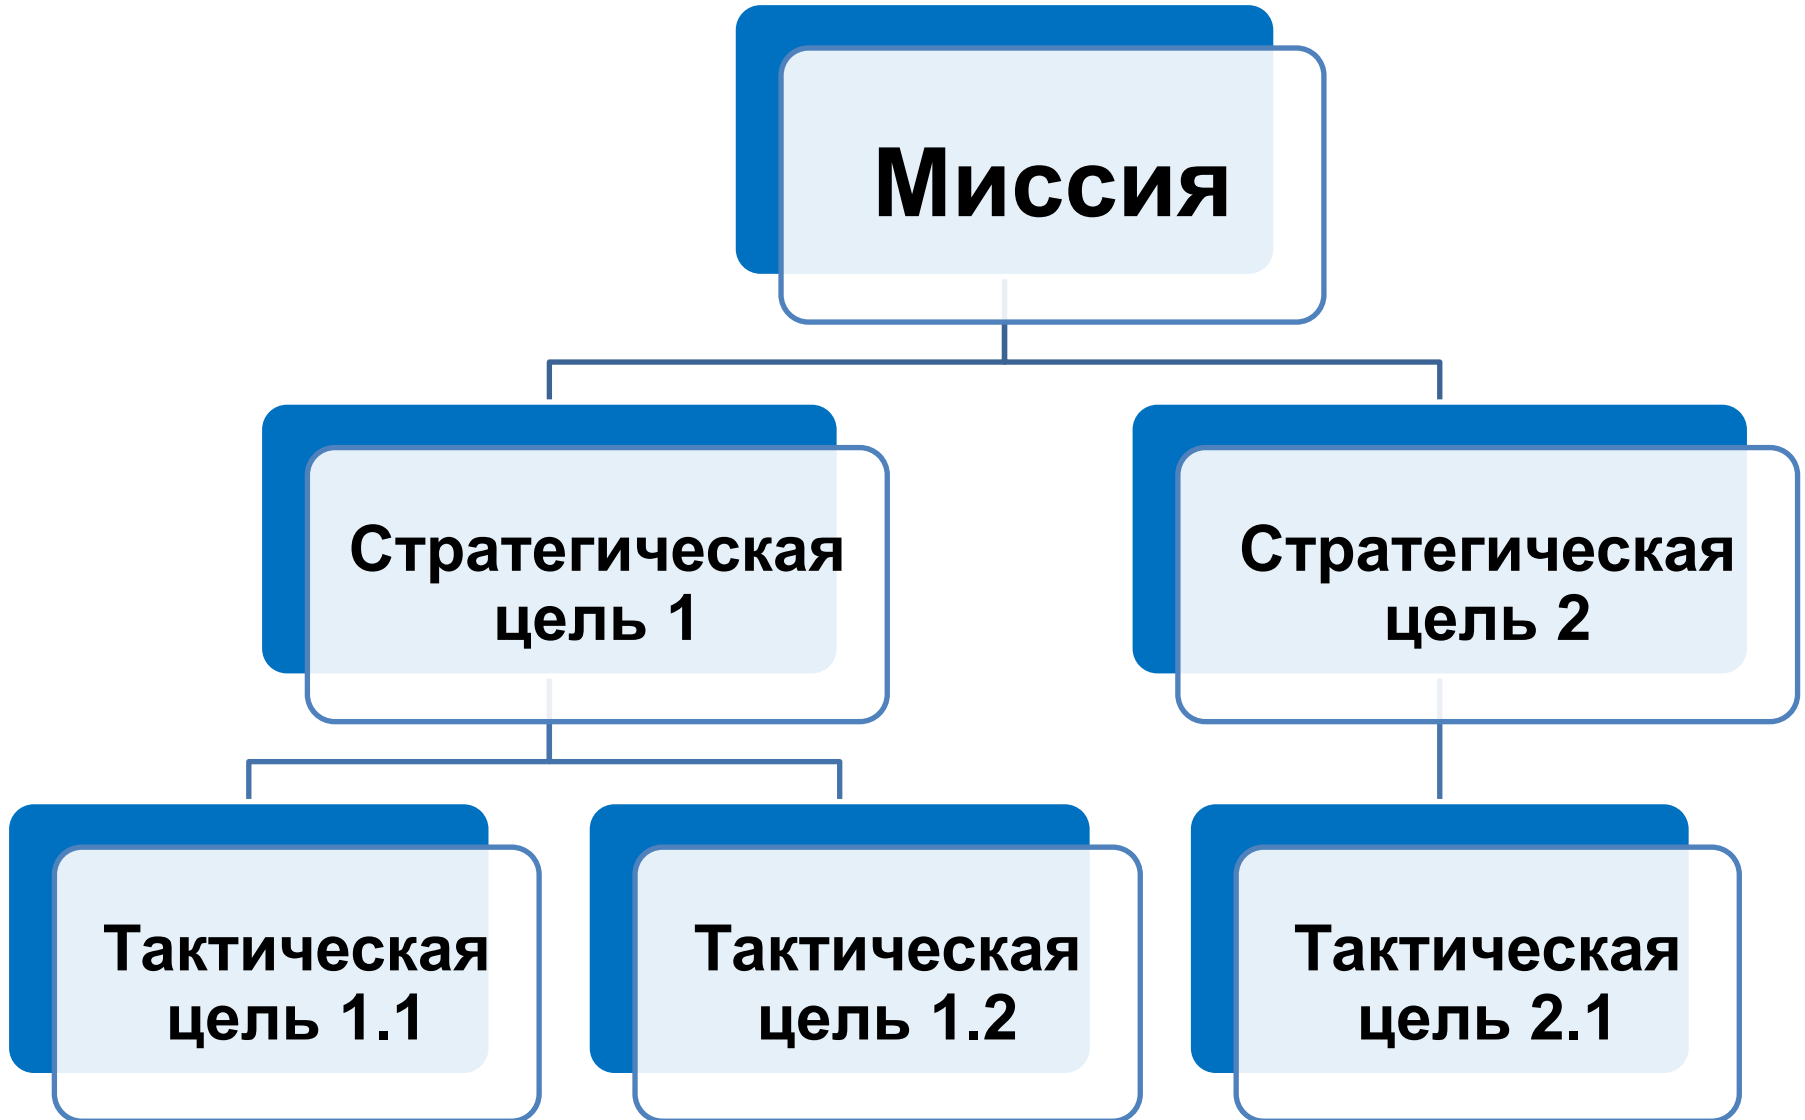 Миссия
Стратегическая
цель 1
Стратегическая
цель 2
Тактическая
цель 1.1
Тактическая
цель 1.2
Тактическая
цель 2.1